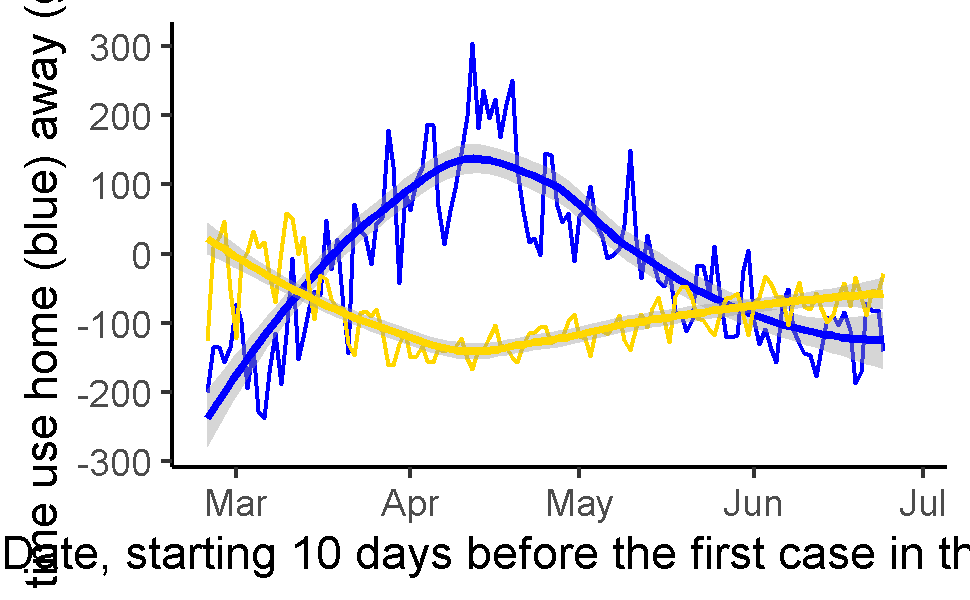 time use home (blue) away (
300
200
100
0
-100
-200
-300
Mar Apr May Jun Jul
Date, starting 10 days before the first case in th